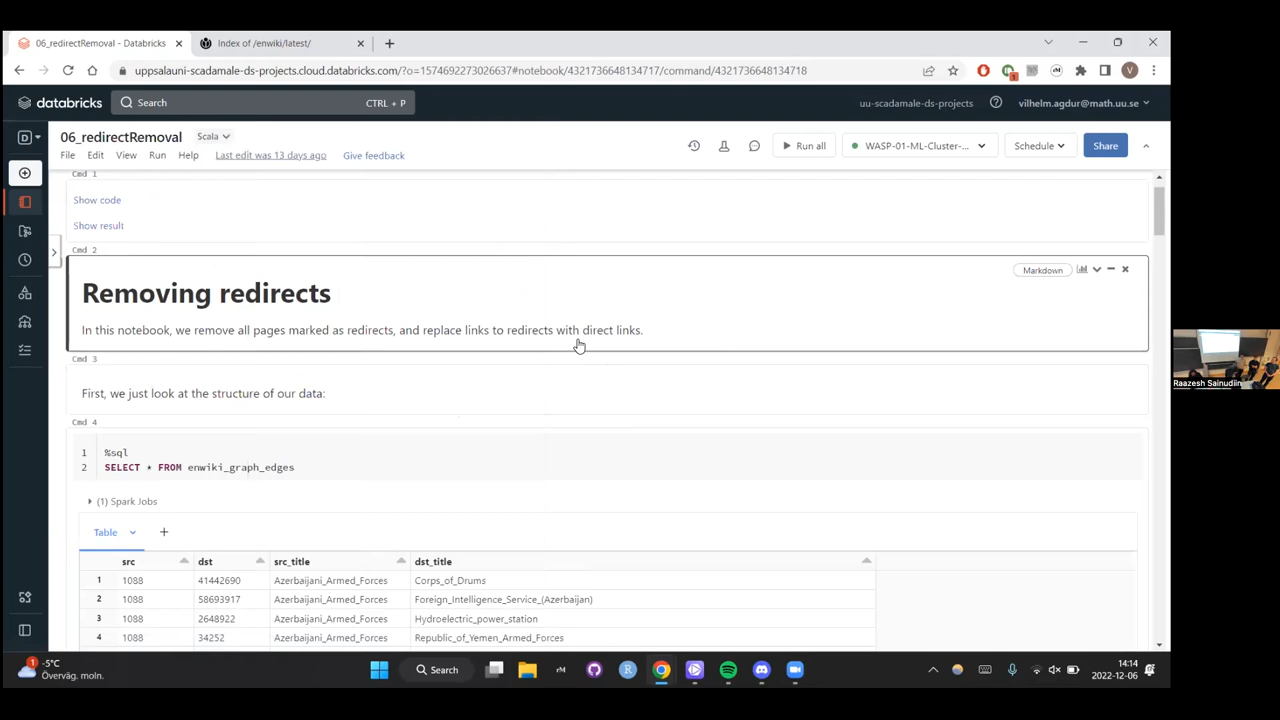 06_redirectRemoval - Databricks
Index of /enwiki/latest/
uppsalauni-scadamale-ds-projects.cloud.databricks.com/?o=1574692273026637#notebook/4321736648134717/command/4321736648134718
1
V
databricks
Search
CTRL + P
uu-scadamale-ds-projects
vilhelm.agdur@math.uu.se
D
06_redirectRemoval
Scala
File
Edit
View
Run
Help
Last edit was 13 days ago
Give feedback
Run all
WASP-01-ML-Cluster-...
Schedule
Share
Cmd 1
Show code
Show result
Cmd 2
Markdown
Removing redirects
In this notebook, we remove all pages marked as redirects, and replace links to redirects with direct links.
Cmd 3
First, we just look at the structure of our data:
Cmd 4
1 %sql
2 SELECT * FROM enwiki_graph_edges
(1) Spark Jobs
Table
src dst src_title dst_title
1 1088 41442690 Azerbaijani_Armed_Forces Corps_of_Drums
2 1088 58693917 Azerbaijani_Armed_Forces Foreign_Intelligence_Service_(Azerbaijan)
3 1088 2648922 Azerbaijani_Armed_Forces Hydroelectric_power_station
4 1088 34252 Azerbaijani_Armed_Forces Republic_of_Yemen_Armed_Forces
Raazesh Sainudiin
1
-5°C
Överväg. moln.
Search
rM
R
14:14
2022-12-06